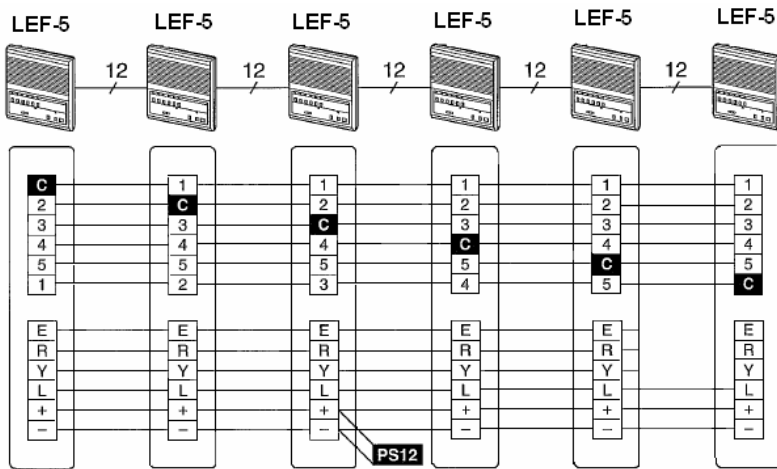 LEF-5 LEF-5 LEF-5 LEF-5 LEF-5 LEF-5
12 12 12 12 12
C 1 1 1 1 1
2 C 2 2 2 2
3 3 C 3 3 3
4 4 4 C 4 4
5 5 5 5 C 5
1 2 3 4 5 C
E E E E E E
R R R R R R
Y Y Y Y Y Y
L L L L L L
+ + + + + +
− − − − − −
PS12